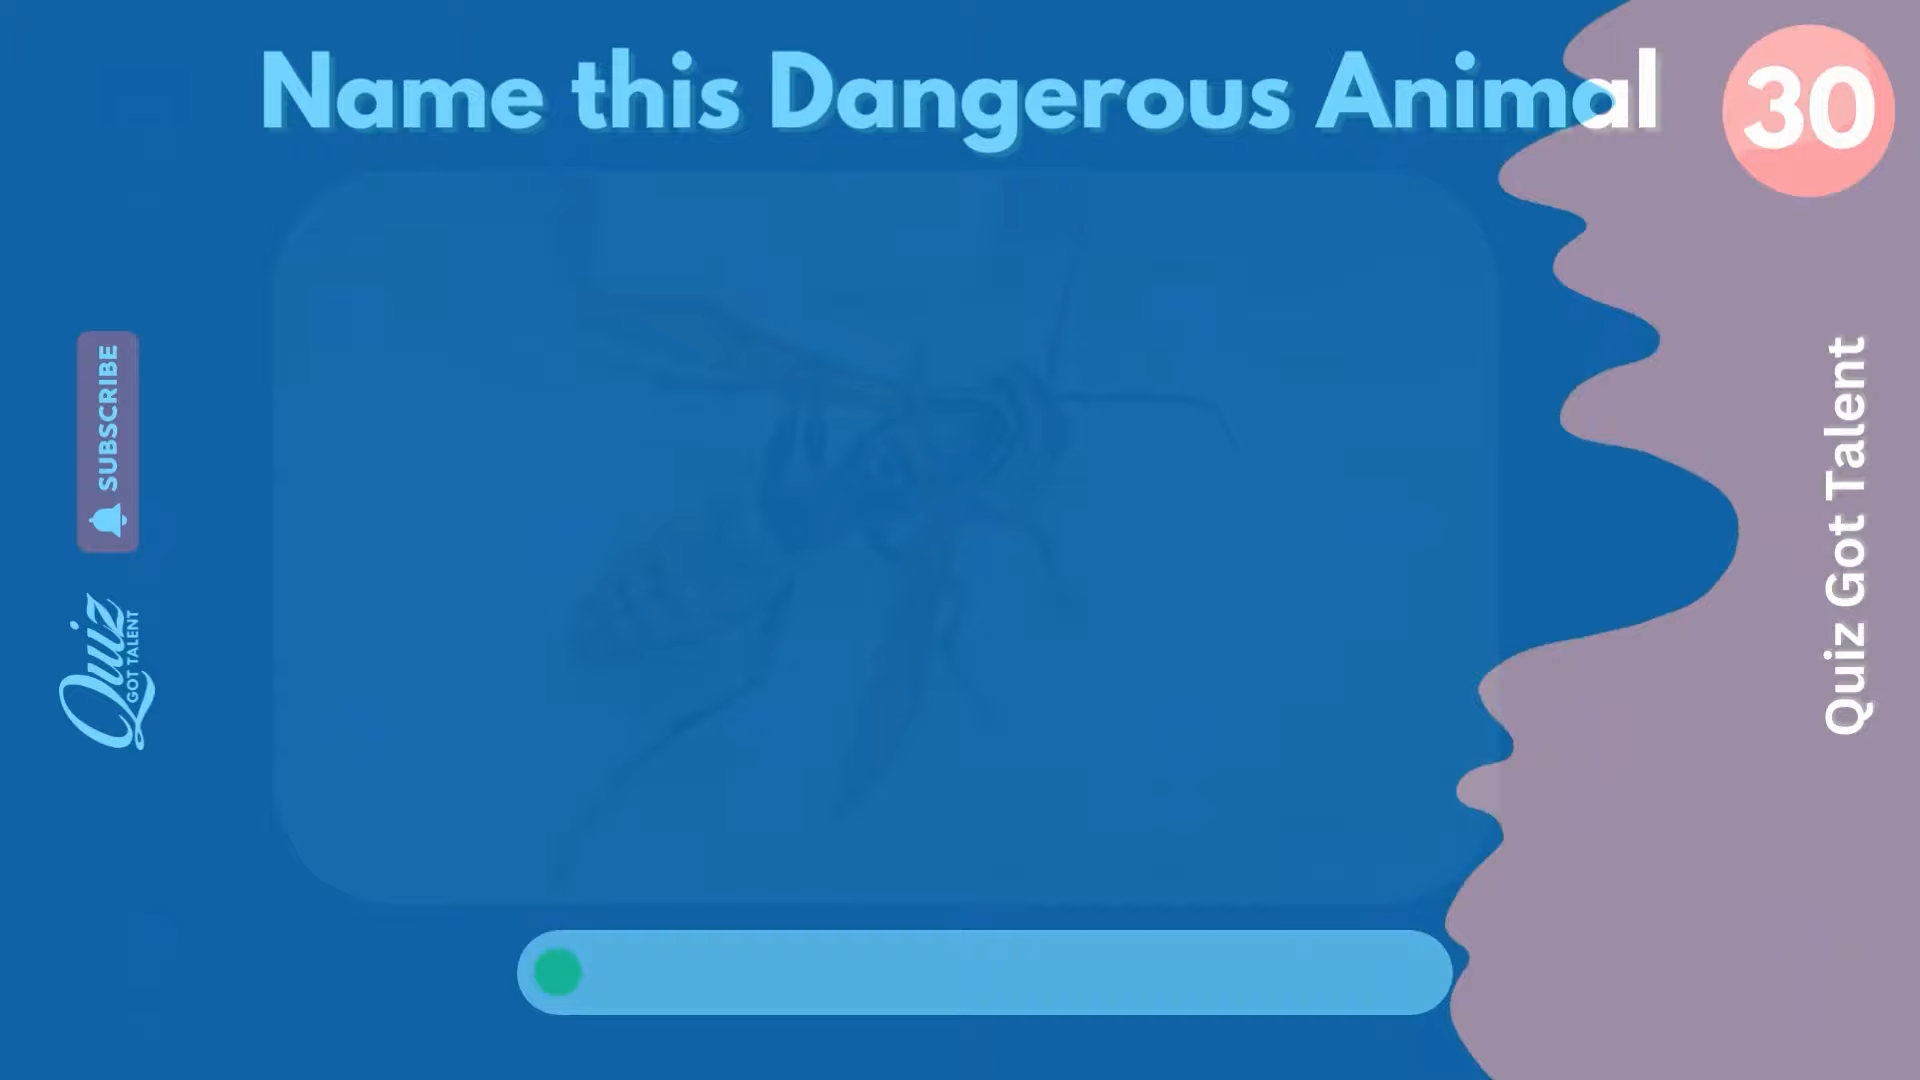 Name this Dangerous Animal
30
SUBSCRIBE
Quiz
GOT TALENT
Quiz Got Talent